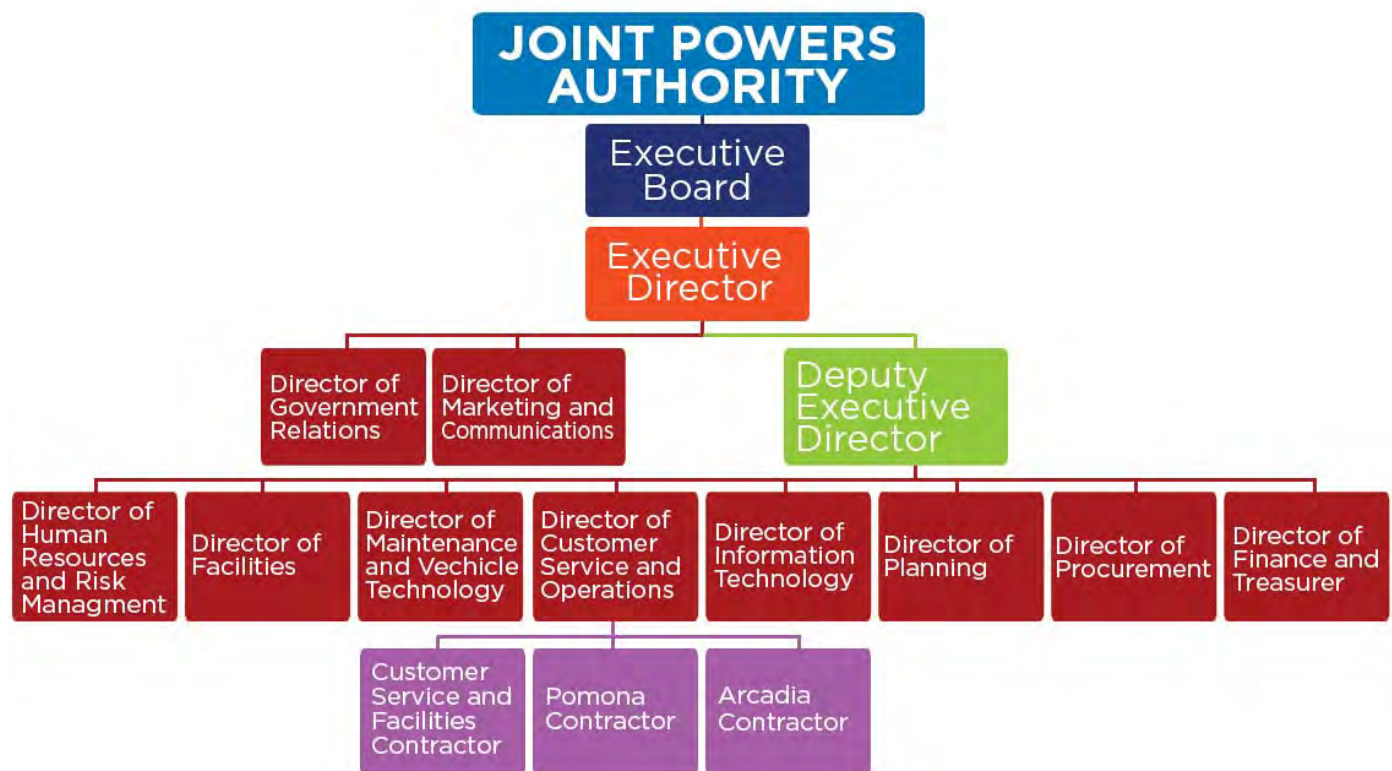 JOINT POWERS
AUTHORITY
Executive
Board
Executive
Director
Director of
Government
Relations
Director of
Marketing and
Communications
Deputy
Executive
Director
Director of
Human
Resources
and Risk
Managment
Director of
Facilities
Director of
Maintenance
and Vechicle
Technology
Director of
Customer
Service and
Operations
Director of
Information
Technology
Director of
Planning
Director of
Procurement
Director of
Finance and
Treasurer
Customer
Service and
Facilities
Contractor
Pomona
Contractor
Arcadia
Contractor